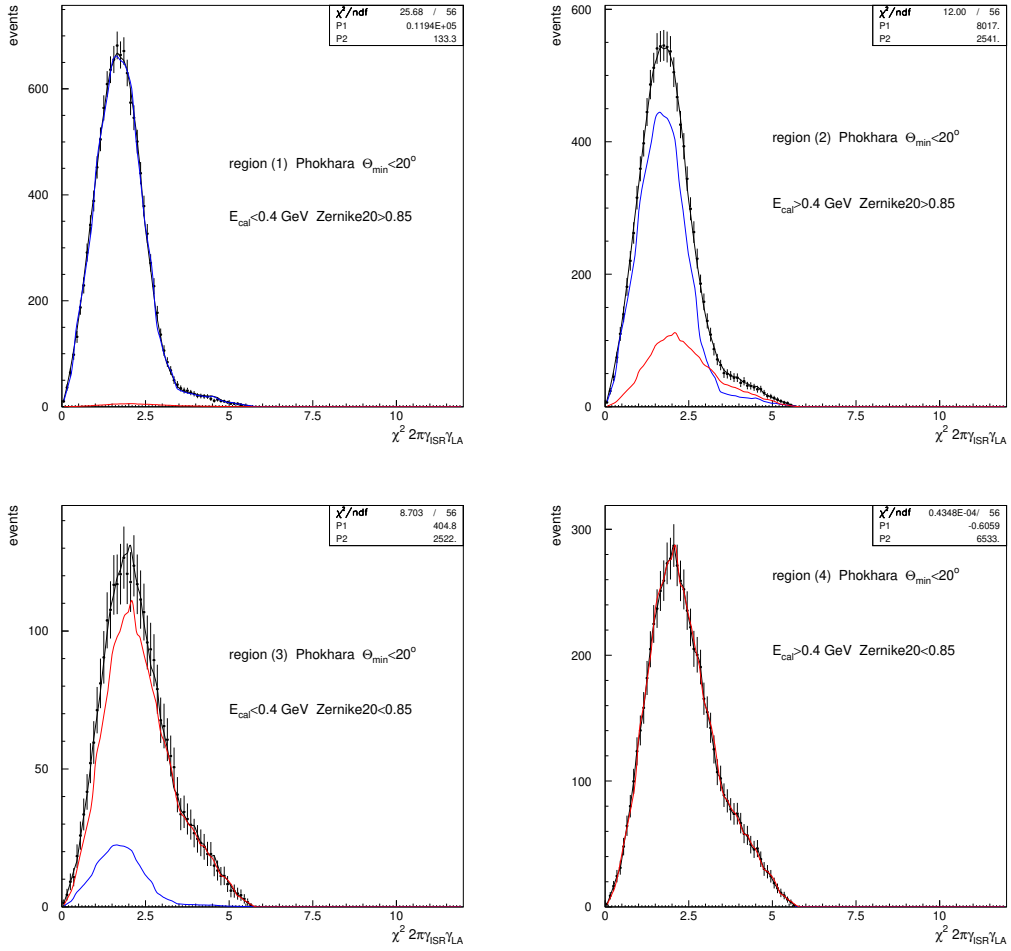 events
600
400
200
0
0 2.5 5 7.5 10
χ² 2πγISRγLA
χ²/ndf 25.68 / 56
P1 0.1194E+05
P2 133.3
region (1) Phokhara Θmin<20°
Ecal<0.4 GeV Zernike20>0.85
events
600
500
400
300
200
100
0
0 2.5 5 7.5 10
χ² 2πγISRγLA
χ²/ndf 12.00 / 56
P1 8017.
P2 2541.
region (2) Phokhara Θmin<20°
Ecal>0.4 GeV Zernike20>0.85
events
100
50
0
0 2.5 5 7.5 10
χ² 2πγISRγLA
χ²/ndf 8.703 / 56
P1 404.8
P2 2522.
region (3) Phokhara Θmin<20°
Ecal<0.4 GeV Zernike20<0.85
events
300
200
100
0
0 2.5 5 7.5 10
χ² 2πγISRγLA
χ²/ndf 0.4348E-04/ 56
P1 -0.6059
P2 6533.
region (4) Phokhara Θmin<20°
Ecal>0.4 GeV Zernike20<0.85